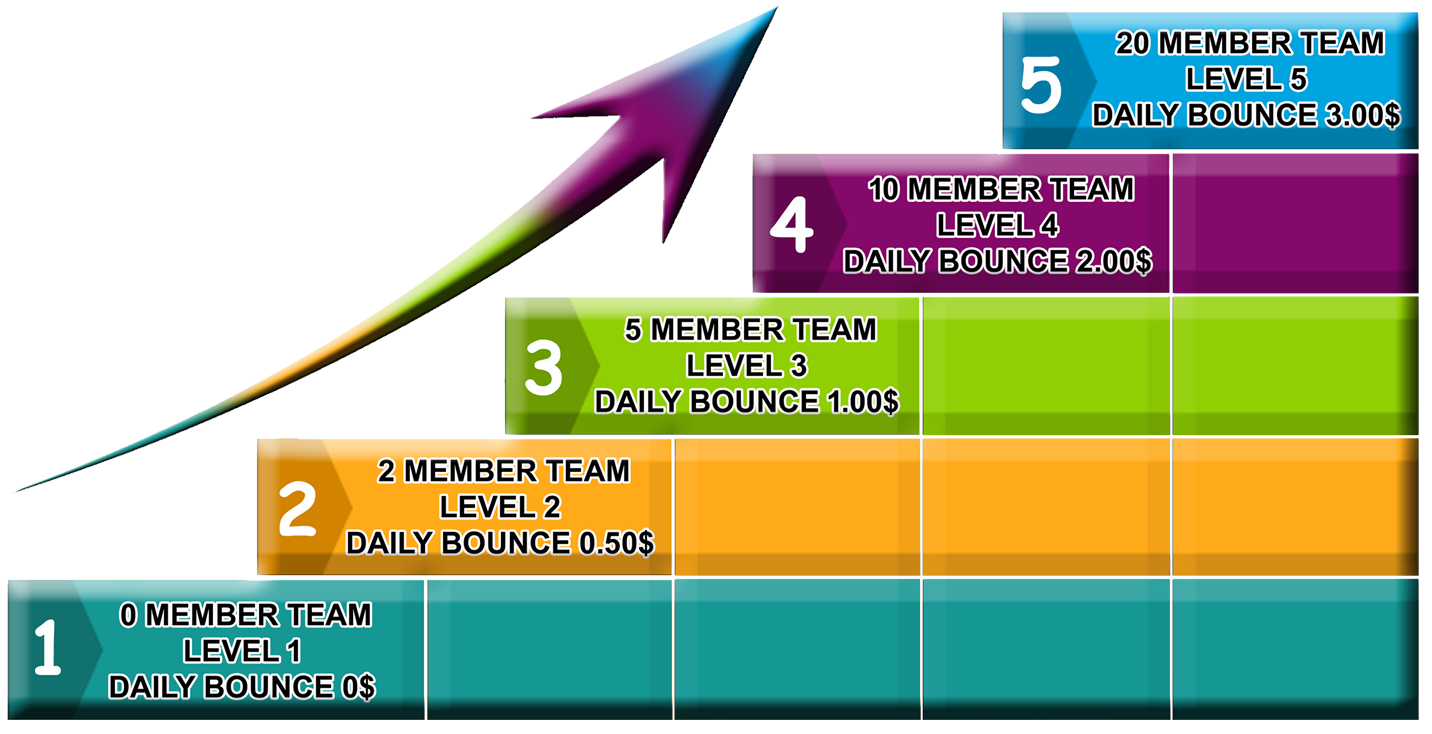 5
20 MEMBER TEAM
LEVEL 5
DAILY BOUNCE 3.00$
4
10 MEMBER TEAM
LEVEL 4
DAILY BOUNCE 2.00$
3
5 MEMBER TEAM
LEVEL 3
DAILY BOUNCE 1.00$
2
2 MEMBER TEAM
LEVEL 2
DAILY BOUNCE 0.50$
1
0 MEMBER TEAM
LEVEL 1
DAILY BOUNCE 0$